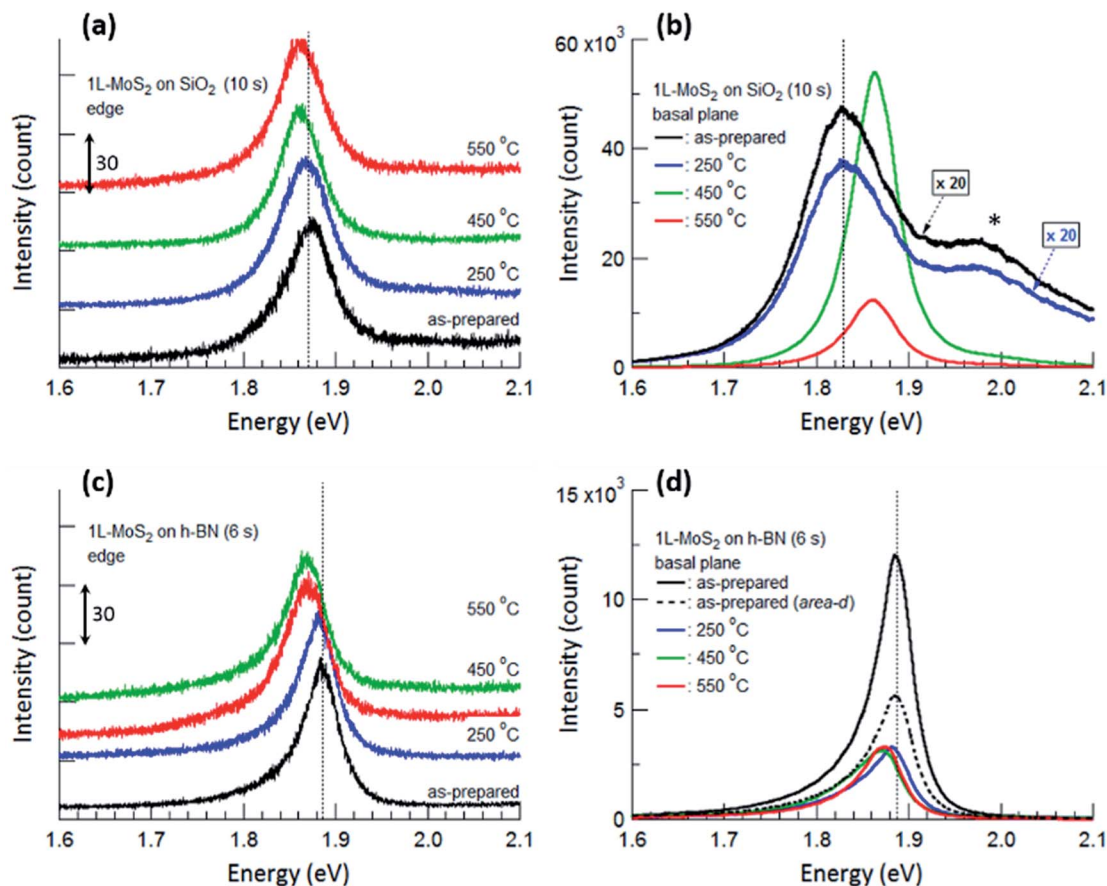 (a)
1L-MoS₂ on SiO₂ (10 s)
edge
30
550 °C
450 °C
250 °C
as-prepared
Intensity (count)
1.6 1.7 1.8 1.9 2.0 2.1
Energy (eV)
(b)
60 x10³
40
20
0
1L-MoS₂ on SiO₂ (10 s)
basal plane
: as-prepared
: 250 °C
: 450 °C
: 550 °C
x 20
*
x 20
Intensity (count)
1.6 1.7 1.8 1.9 2.0 2.1
Energy (eV)
(c)
1L-MoS₂ on h-BN (6 s)
edge
30
550 °C
450 °C
250 °C
as-prepared
Intensity (count)
1.6 1.7 1.8 1.9 2.0 2.1
Energy (eV)
(d)
15 x10³
10
5
0
1L-MoS₂ on h-BN (6 s)
basal plane
: as-prepared
: as-prepared (area-d)
: 250 °C
: 450 °C
: 550 °C
Intensity (count)
1.6 1.7 1.8 1.9 2.0 2.1
Energy (eV)